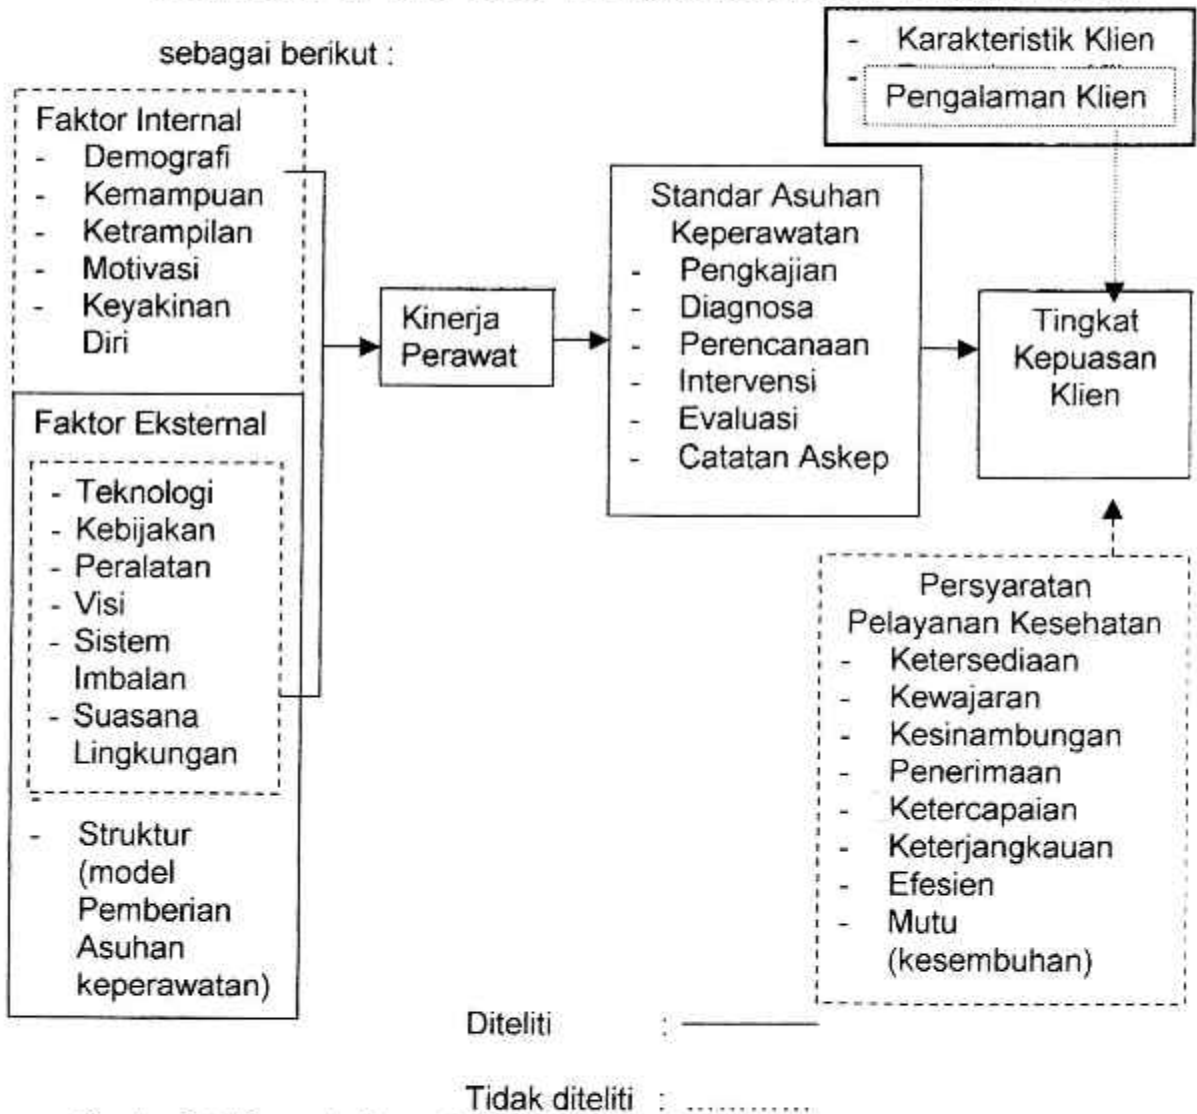 sebagai berikut :
- Karakteristik Klien
-
Pengalaman Klien
Faktor Internal
- Demografi
- Kemampuan
- Ketrampilan
- Motivasi
- Keyakinan
Diri
Faktor Eksternal
- Teknologi
- Kebijakan
- Peralatan
- Visi
- Sistem
Imbalan
- Suasana
Lingkungan
-
- Struktur
(model
Pemberian
Asuhan
keperawatan)
Kinerja
Perawat
Standar Asuhan
Keperawatan
- Pengkajian
- Diagnosa
- Perencanaan
- Intervensi
- Evaluasi
- Catatan Askep
Tingkat
Kepuasan
Klien
Persyaratan
Pelayanan Kesehatan
- Ketersediaan
- Kewajaran
- Kesinambungan
- Penerimaan
- Ketercapaian
- Keterjangkauan
- Efesien
- Mutu
(kesembuhan)
Diteliti :
Tidak diteliti : ..............